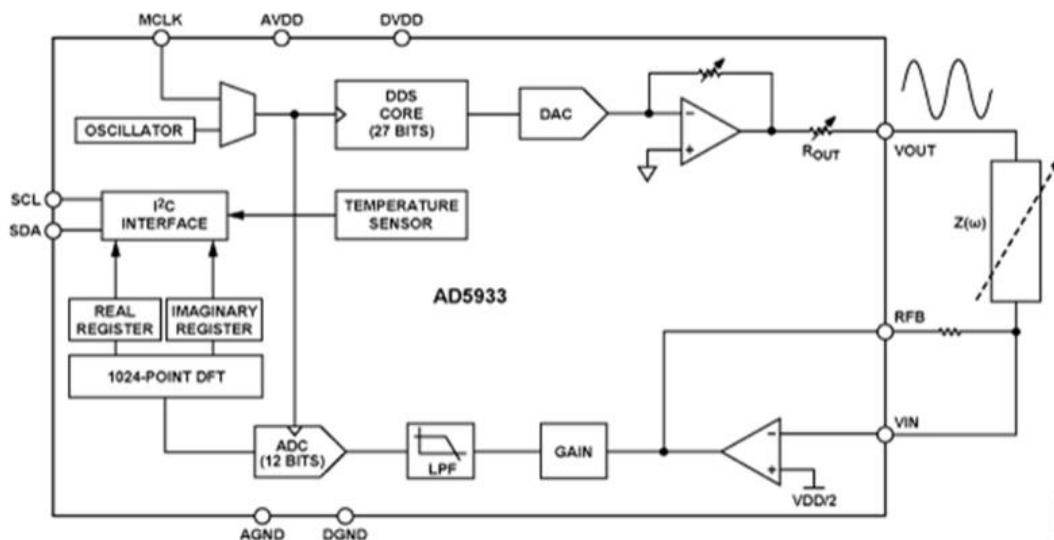 MCLK
AVDD
DVDD
DDS
CORE
(27 BITS)
DAC
OSCILLATOR
ROUT
VOUT
SCL
SDA
I2C
INTERFACE
TEMPERATURE
SENSOR
Z(ω)
AD5933
REAL
REGISTER
IMAGINARY
REGISTER
RFB
1024-POINT DFT
VIN
ADC
(12 BITS)
LPF
GAIN
VDD/2
AGND
DGND